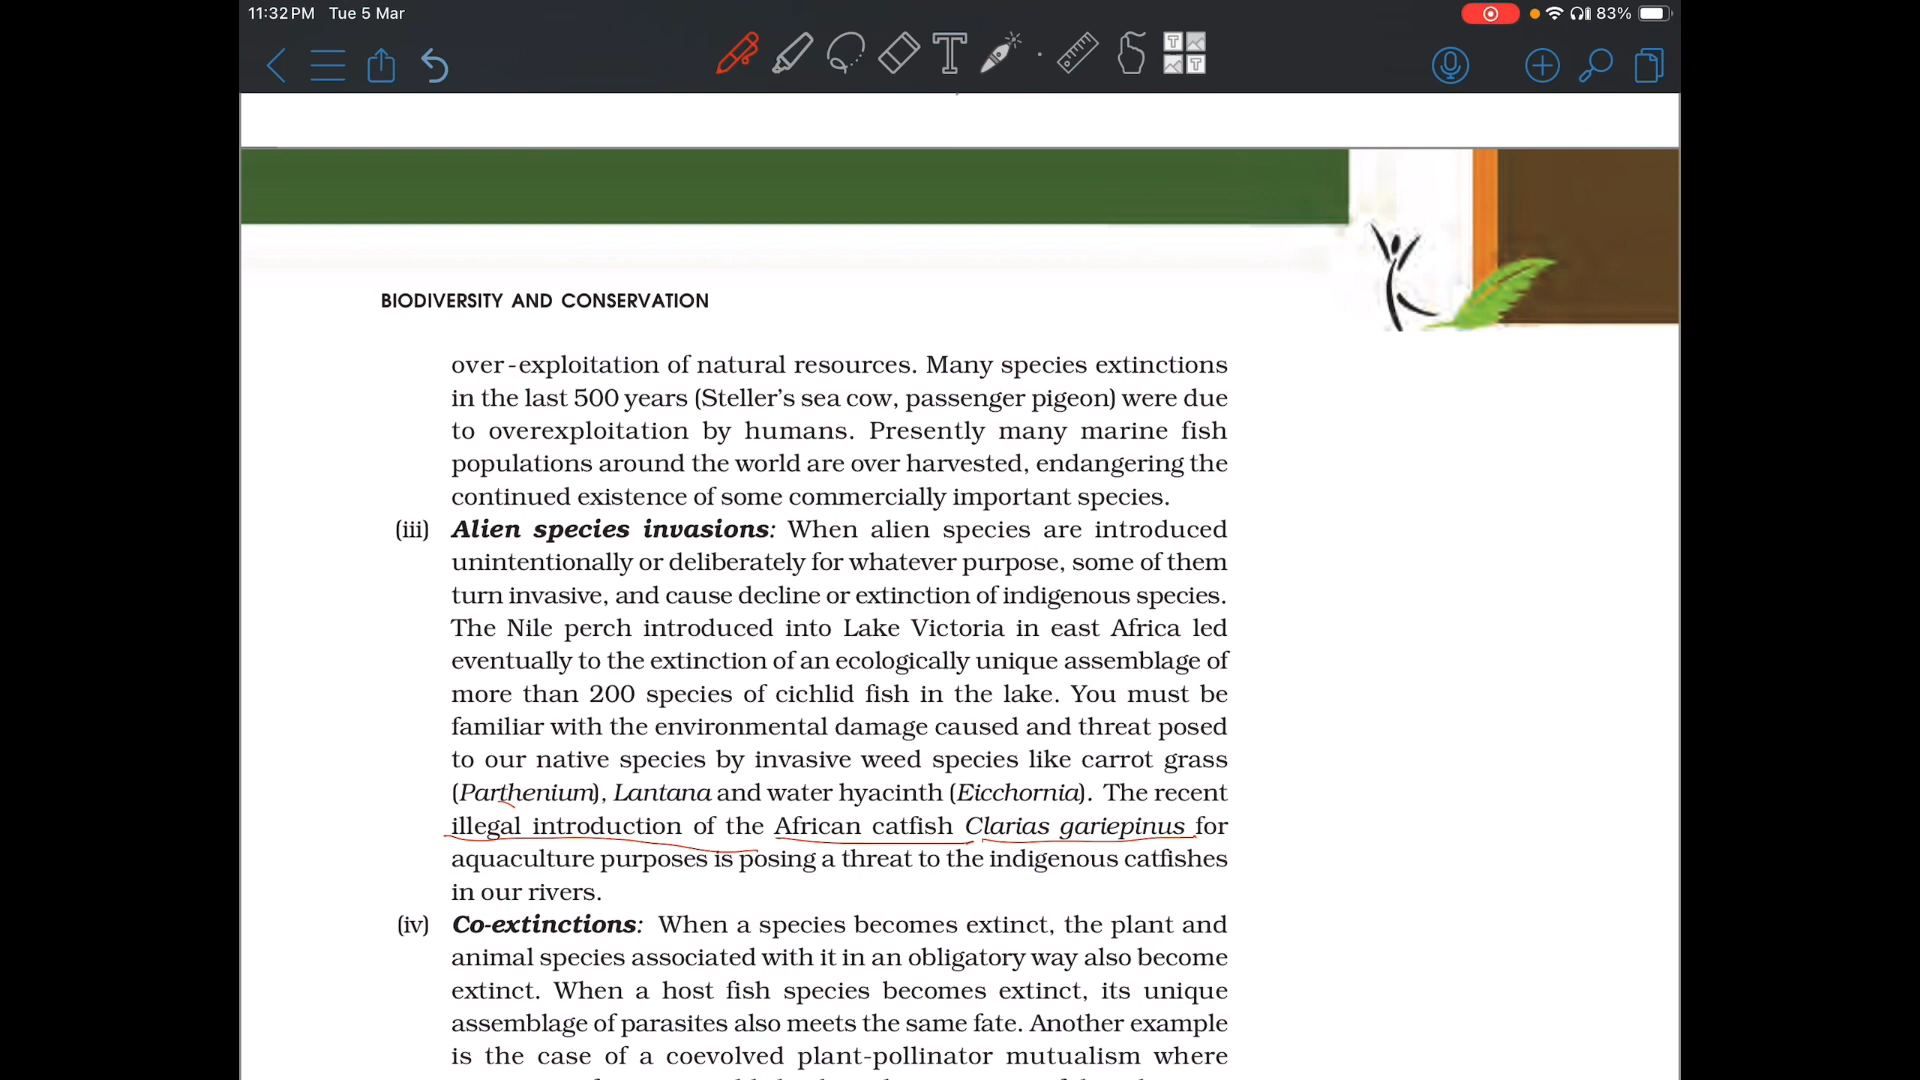 11:32 PM Tue 5 Mar
83%
BIODIVERSITY AND CONSERVATION
over-exploitation of natural resources. Many species extinctions
in the last 500 years (Steller’s sea cow, passenger pigeon) were due
to overexploitation by humans. Presently many marine fish
populations around the world are over harvested, endangering the
continued existence of some commercially important species.
(iii) Alien species invasions: When alien species are introduced
unintentionally or deliberately for whatever purpose, some of them
turn invasive, and cause decline or extinction of indigenous species.
The Nile perch introduced into Lake Victoria in east Africa led
eventually to the extinction of an ecologically unique assemblage of
more than 200 species of cichlid fish in the lake. You must be
familiar with the environmental damage caused and threat posed
to our native species by invasive weed species like carrot grass
(Parthenium), Lantana and water hyacinth (Eicchornia). The recent
illegal introduction of the African catfish Clarias gariepinus for
aquaculture purposes is posing a threat to the indigenous catfishes
in our rivers.
(iv) Co-extinctions: When a species becomes extinct, the plant and
animal species associated with it in an obligatory way also become
extinct. When a host fish species becomes extinct, its unique
assemblage of parasites also meets the same fate. Another example
is the case of a coevolved plant-pollinator mutualism where